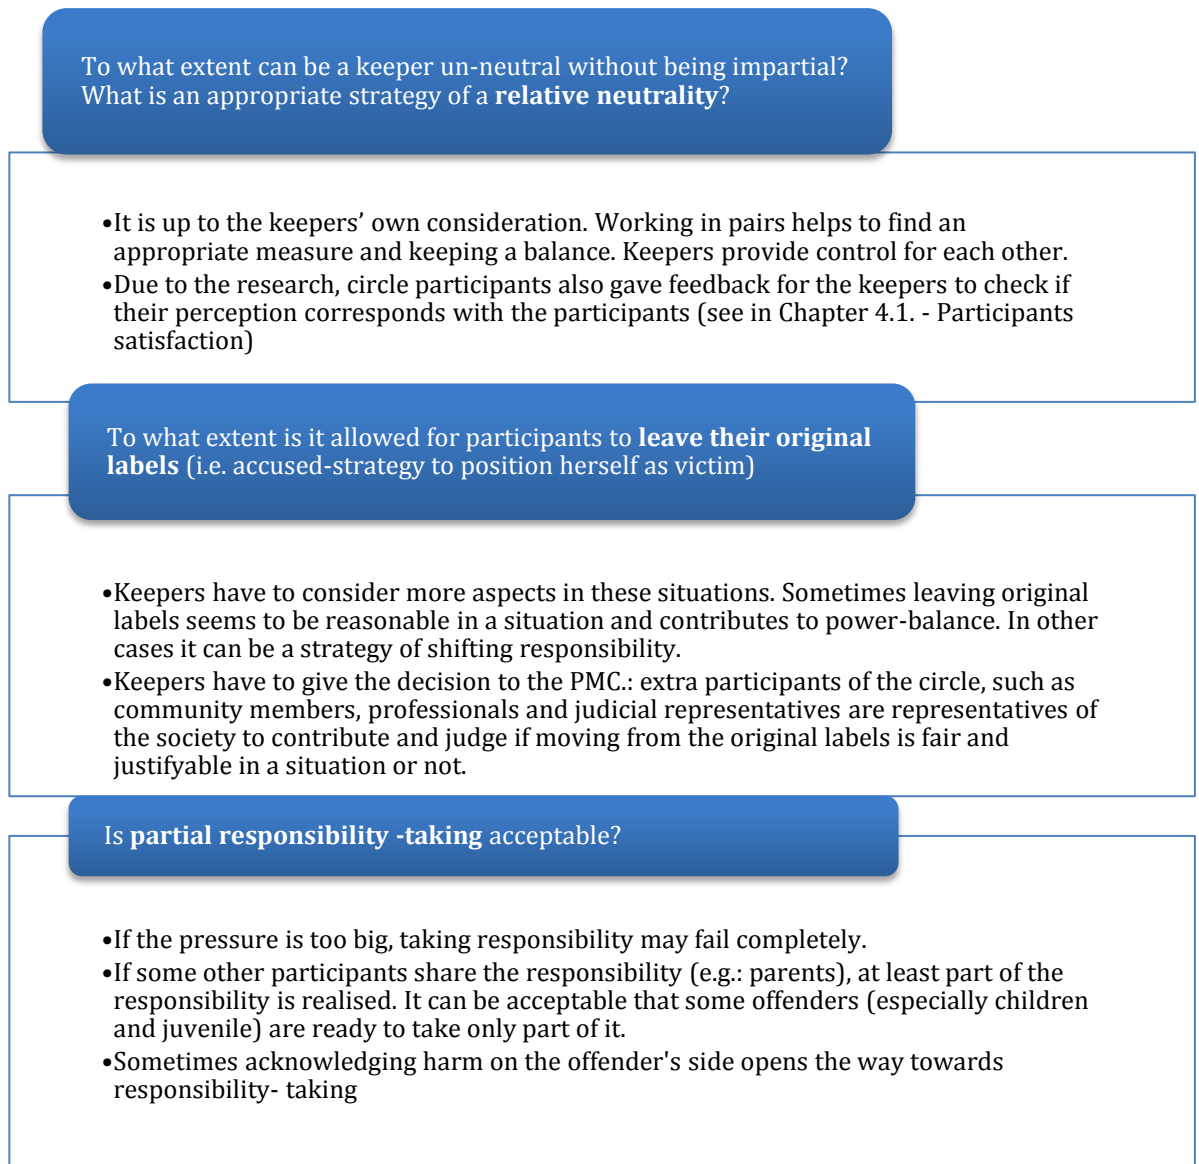 To what extent can be a keeper un-neutral without being impartial?
What is an appropriate strategy of a relative neutrality?
•It is up to the keepers’ own consideration. Working in pairs helps to find an
appropriate measure and keeping a balance. Keepers provide control for each other.
•Due to the research, circle participants also gave feedback for the keepers to check if
their perception corresponds with the participants (see in Chapter 4.1. - Participants
satisfaction)
To what extent is it allowed for participants to leave their original
labels (i.e. accused-strategy to position herself as victim)
•Keepers have to consider more aspects in these situations. Sometimes leaving original
labels seems to be reasonable in a situation and contributes to power-balance. In other
cases it can be a strategy of shifting responsibility.
•Keepers have to give the decision to the PMC.: extra participants of the circle, such as
community members, professionals and judicial representatives are representatives of
the society to contribute and judge if moving from the original labels is fair and
justifyable in a situation or not.
Is partial responsibility -taking acceptable?
•If the pressure is too big, taking responsibility may fail completely.
•If some other participants share the responsibility (e.g.: parents), at least part of the
responsibility is realised. It can be acceptable that some offenders (especially children
and juvenile) are ready to take only part of it.
•Sometimes acknowledging harm on the offender's side opens the way towards
responsibility- taking